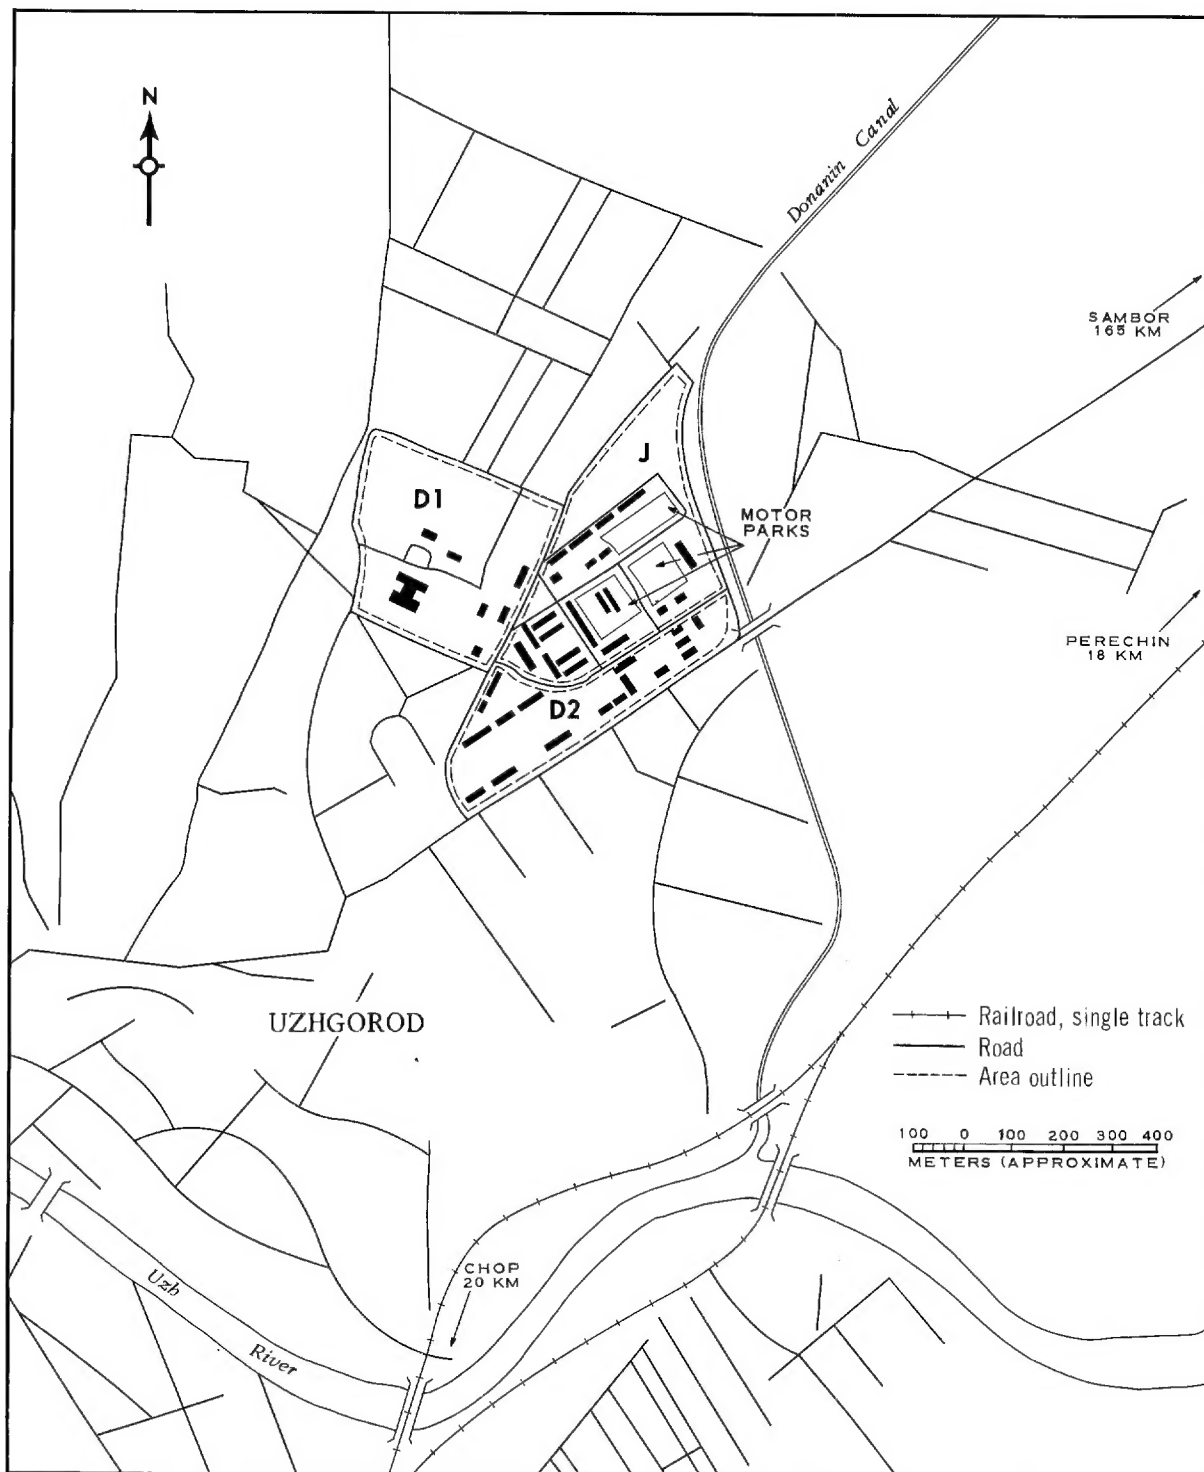 N
Donanin Canal
SAMBOR
165 KM
D1
J
MOTOR
PARKS
PERECHIN
18 KM
D2
UZHGOROD
Railroad, single track
Road
Area outline
100 0 100 200 300 400
METERS (APPROXIMATE)
CHOP
20 KM
Uzh
River